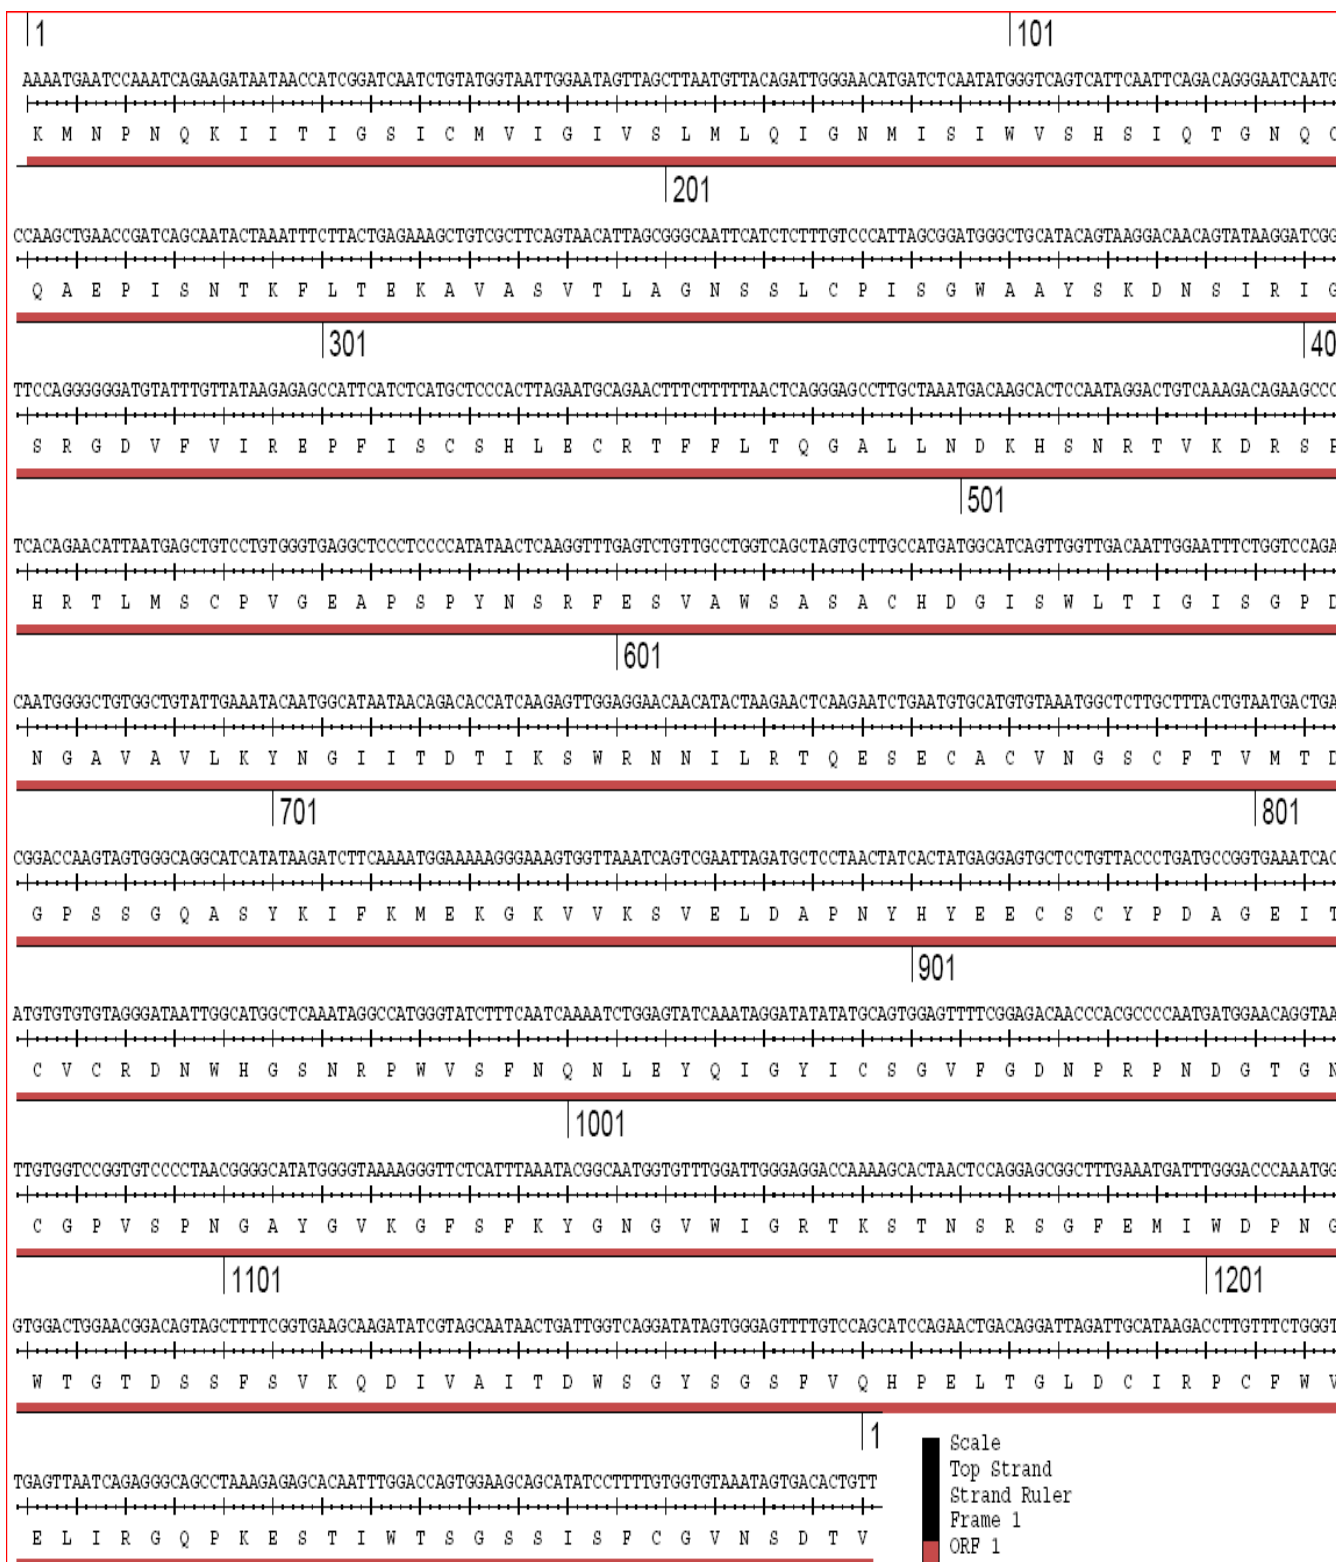 1 101
AAAATGAATCCAAATCAGAAGATAATAACCATCGGATCAATCTGTATGGTAATTGGAATAGTTAGCTTAATGTTACAGATTGGGAACATGATCTCAATATGGGTCAGTCATTCAATTCAGACAGGGAATCAATG
K M N P N Q K I I T I G S I C M V I G I V S L M L Q I G N M I S I W V S H S I Q T G N Q C
201
CCAAGCTGAACCGATCAGCAATACTAAATTTCTTACTGAGAAAGCTGTCGCTTCAGTAACATTAGCGGGCAATTCATCTCTTTGTCCCATTAGCGGATGGGCTGCATACAGTAAGGACAACAGTATAAGGATCGG
Q A E P I S N T K F L T E K A V A S V T L A G N S S L C P I S G W A A Y S K D N S I R I G
301 40
TTCCAGGGGGGATGTATTTGTTATAAGAGAGCCATTCATCTCATGCTCCCACTTAGAATGCAGAACTTTCTTTTTAACTCAGGGAGCCTTGCTAAATGACAAGCACTCCAATAGGACTGTCAAAGACAGAAGCCC
S R G D V F V I R E P F I S C S H L E C R T F F L T Q G A L L N D K H S N R T V K D R S P
501
TCACAGAACATTAATGAGCTGTCCTGTGGGTGAGGCTCCCTCCCCATATAACTCAAGGTTTGAGTCTGTTGCCTGGTCAGCTAGTGCTTGCCATGATGGCATCAGTTGGTTGACAATTGGAATTTCTGGTCCAGA
H R T L M S C P V G E A P S P Y N S R F E S V A W S A S A C H D G I S W L T I G I S G P D
601
CAATGGGGCTGTGGCTGTATTGAAATACAATGGCATAATAACAGACACCATCAAGAGTTGGAGGAACAACATACTAAGAACTCAAGAATCTGAATGTGCATGTGTAAATGGCTCTTGCTTTACTGTAATGACTGA
N G A V A V L K Y N G I I T D T I K S W R N N I L R T Q E S E C A C V N G S C F T V M T D
701 801
CGGACCAAGTAGTGGGCAGGCATCATATAAGATCTTCAAAATGGAAAAAGGGAAAGTGGTTAAATCAGTCGAATTAGATGCTCCTAACTATCACTATGAGGAGTGCTCCTGTTACCCTGATGCCGGTGAAATCAC
G P S S G Q A S Y K I F K M E K G K V V K S V E L D A P N Y H Y E E C S C Y P D A G E I T
901
ATGTGTGTGTAGGGATAATTGGCATGGCTCAAATAGGCCATGGGTATCTTTCAATCAAAATCTGGAGTATCAAATAGGATATATATGCAGTGGAGTTTTCGGAGACAACCCACGCCCCAATGATGGAACAGGTAA
C V C R D N W H G S N R P W V S F N Q N L E Y Q I G Y I C S G V F G D N P R P N D G T G N
1001
TTGTGGTCCGGTGTCCCCTAACGGGGCATATGGGGTAAAAGGGTTCTCATTTAAATACGGCAATGGTGTTTGGATTGGGAGGACCAAAAGCACTAACTCCAGGAGCGGCTTTGAAATGATTTGGGACCCAAATGG
C G P V S P N G A Y G V K G F S F K Y G N G V W I G R T K S T N S R S G F E M I W D P N G
1101 1201
GTGGACTGGAACGGACAGTAGCTTTTCGGTGAAGCAAGATATCGTAGCAATAACTGATTGGTCAGGATATAGTGGGAGTTTTGTCCAGCATCCAGAACTGACAGGATTAGATTGCATAAGACCTTGTTTCTGGGT
W T G T D S S F S V K Q D I V A I T D W S G Y S G S F V Q H P E L T G L D C I R P C F W V
1
TGAGTTAATCAGAGGGCAGCCTAAAGAGAGCACAATTTGGACCAGTGGAAGCAGCATATCCTTTTGTGGTGTAAATAGTGACACTGTT
E L I R G Q P K E S T I W T S G S S I S F C G V N S D T V
Scale
Top Strand
Strand Ruler
Frame 1
ORF 1